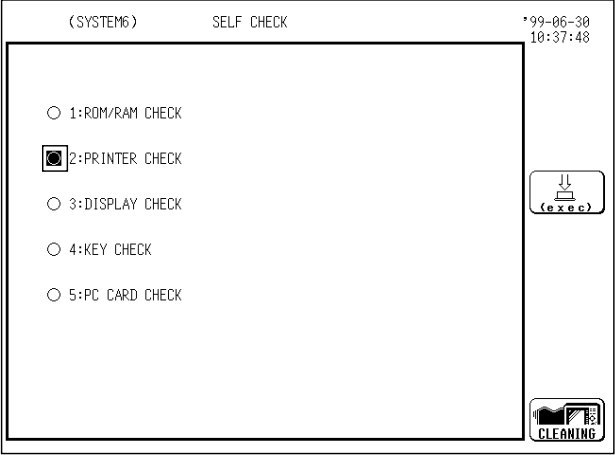 (SYSTEM6) SELF CHECK '99-06-30
10:37:48
1:ROM/RAM CHECK
2:PRINTER CHECK
3:DISPLAY CHECK
4:KEY CHECK
5:PC CARD CHECK
(exec)
CLEANING